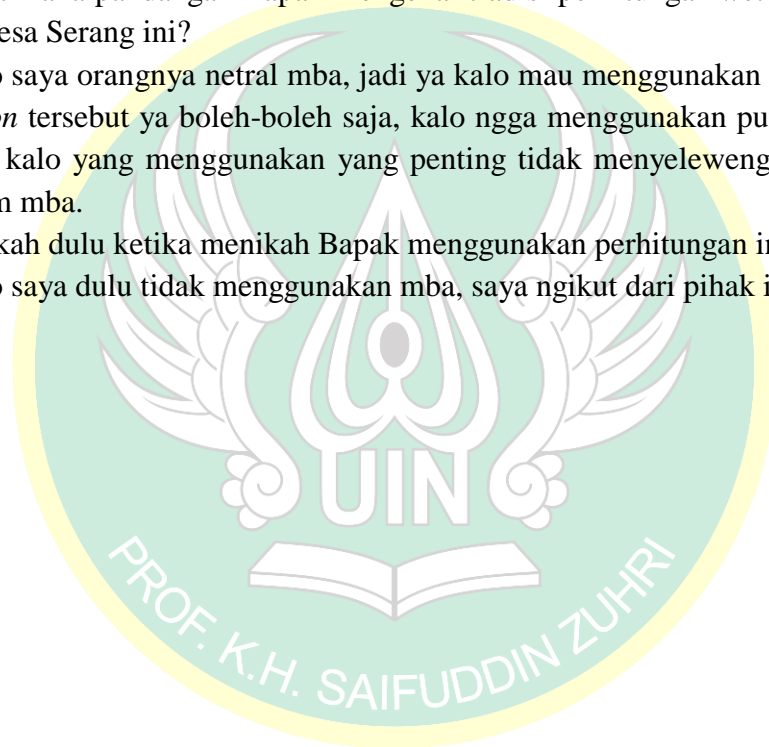 esa Serang ini?
saya orangnya netral mba, jadi ya kalo mau menggunakan
tersebut ya boleh-boleh saja, kalo ngga menggunakan pu
kalo yang menggunakan yang penting tidak menyeleweng
m mba.
kah dulu ketika menikah Bapak menggunakan perhitungan in
saya dulu tidak menggunakan mba, saya ngikut dari pihak i
UIN
PROF. K.H. SAIFUDDIN ZUHRI